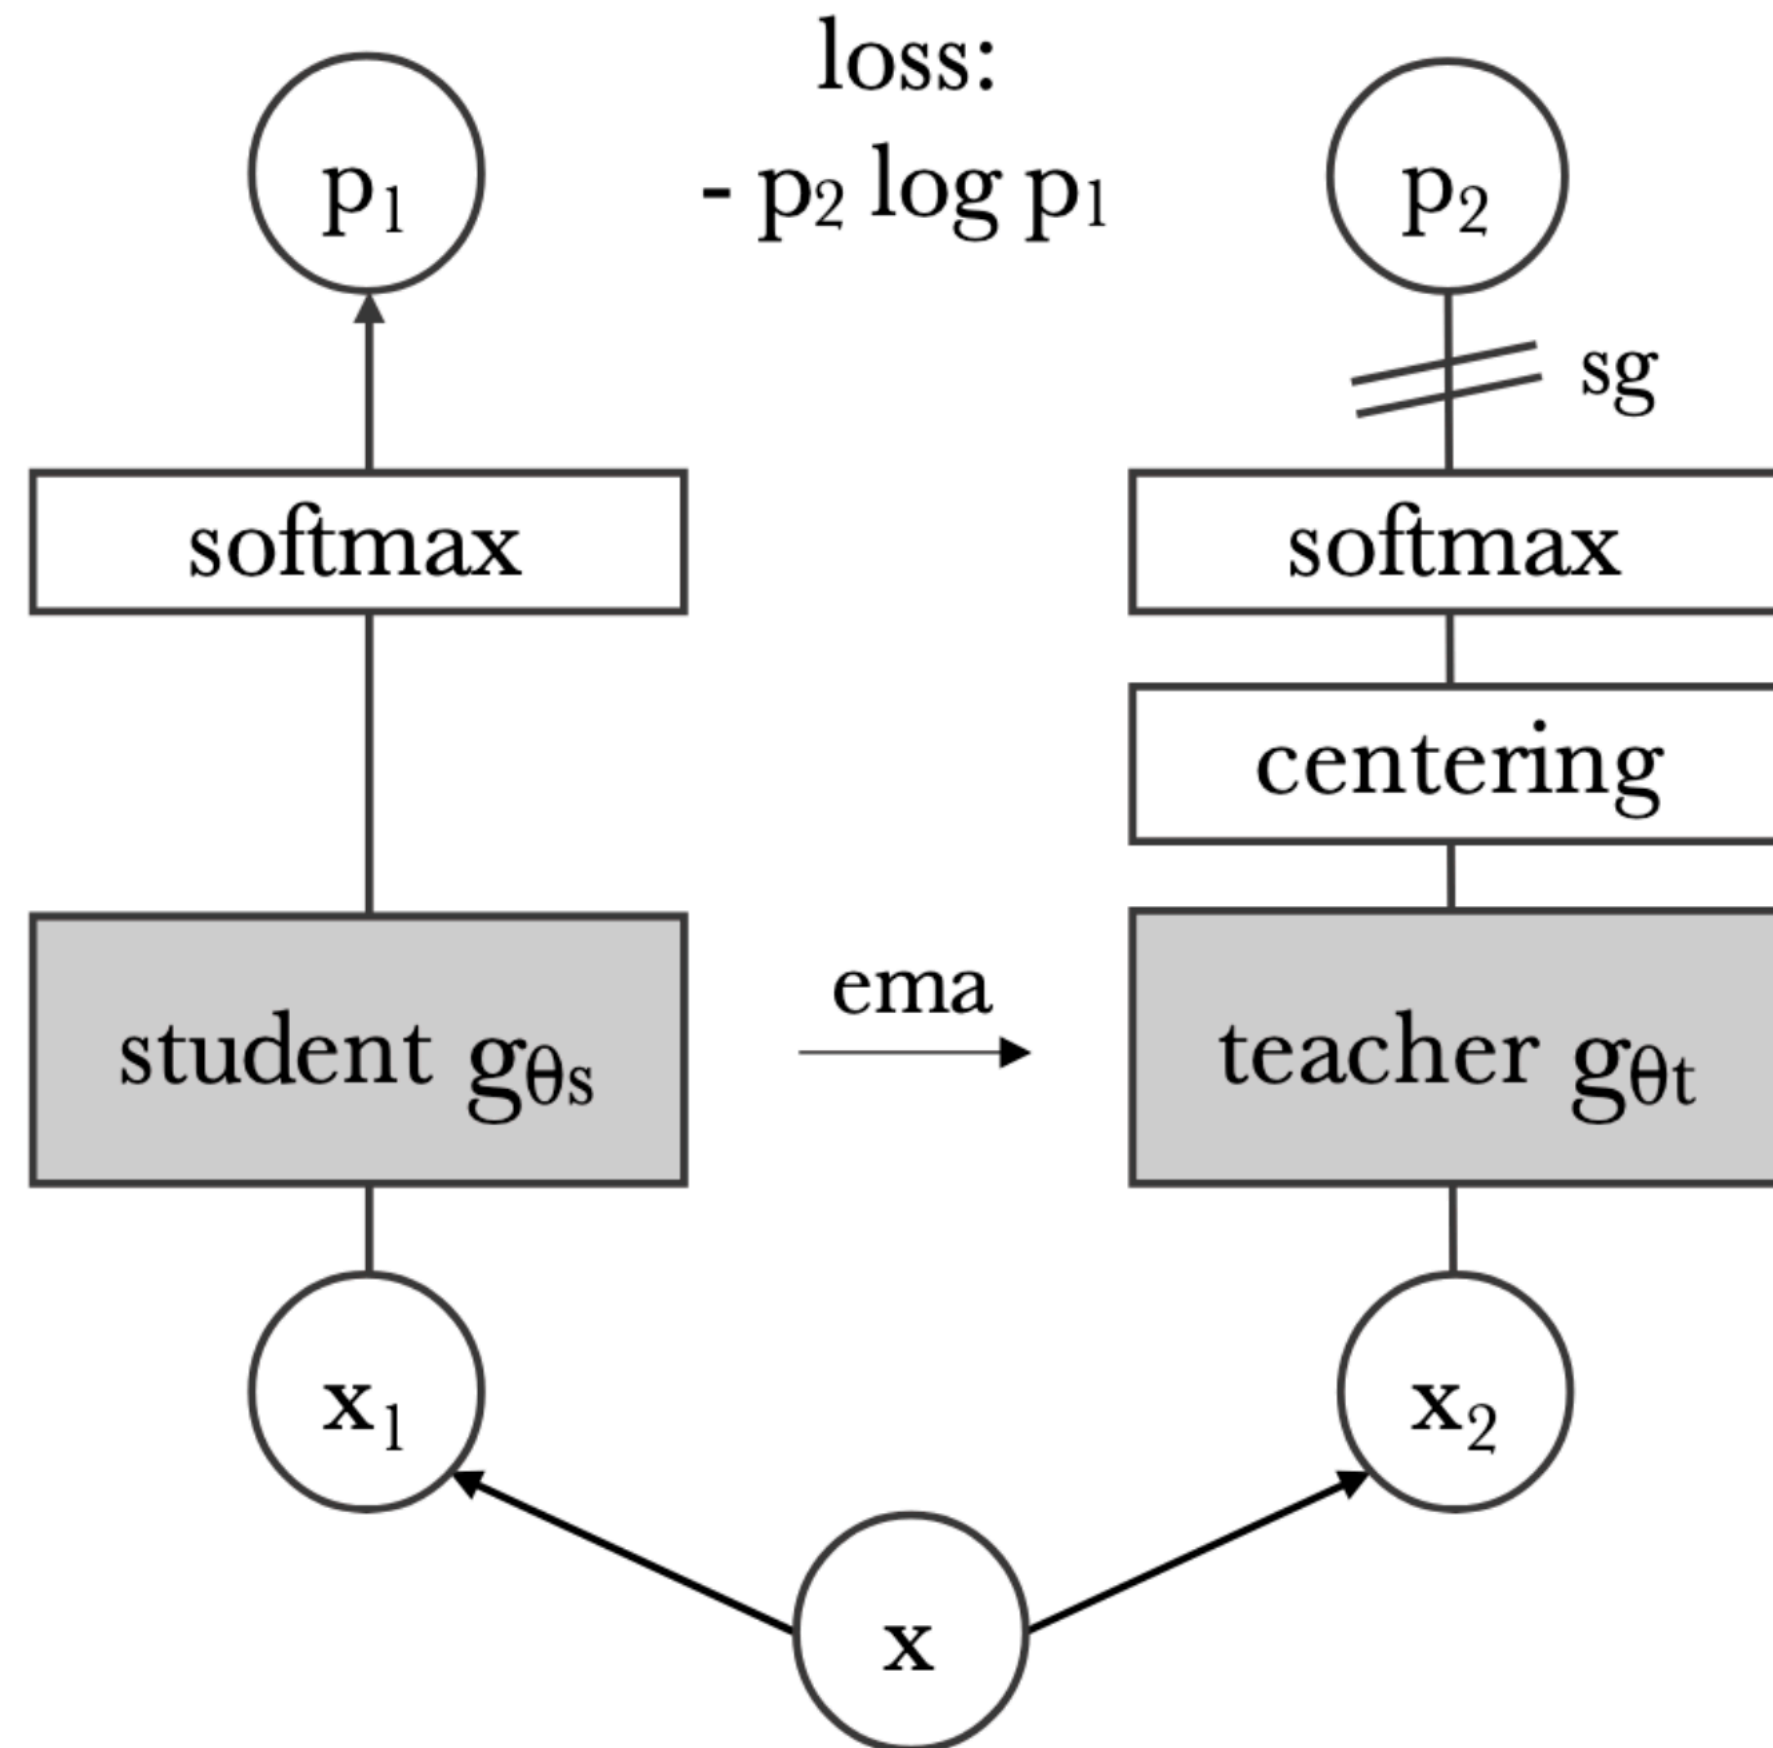 loss:
- p₂ log p₁
p₁
p₂
sg
softmax
softmax
centering
student gθs
ema
teacher gθt
x₁
x₂
x